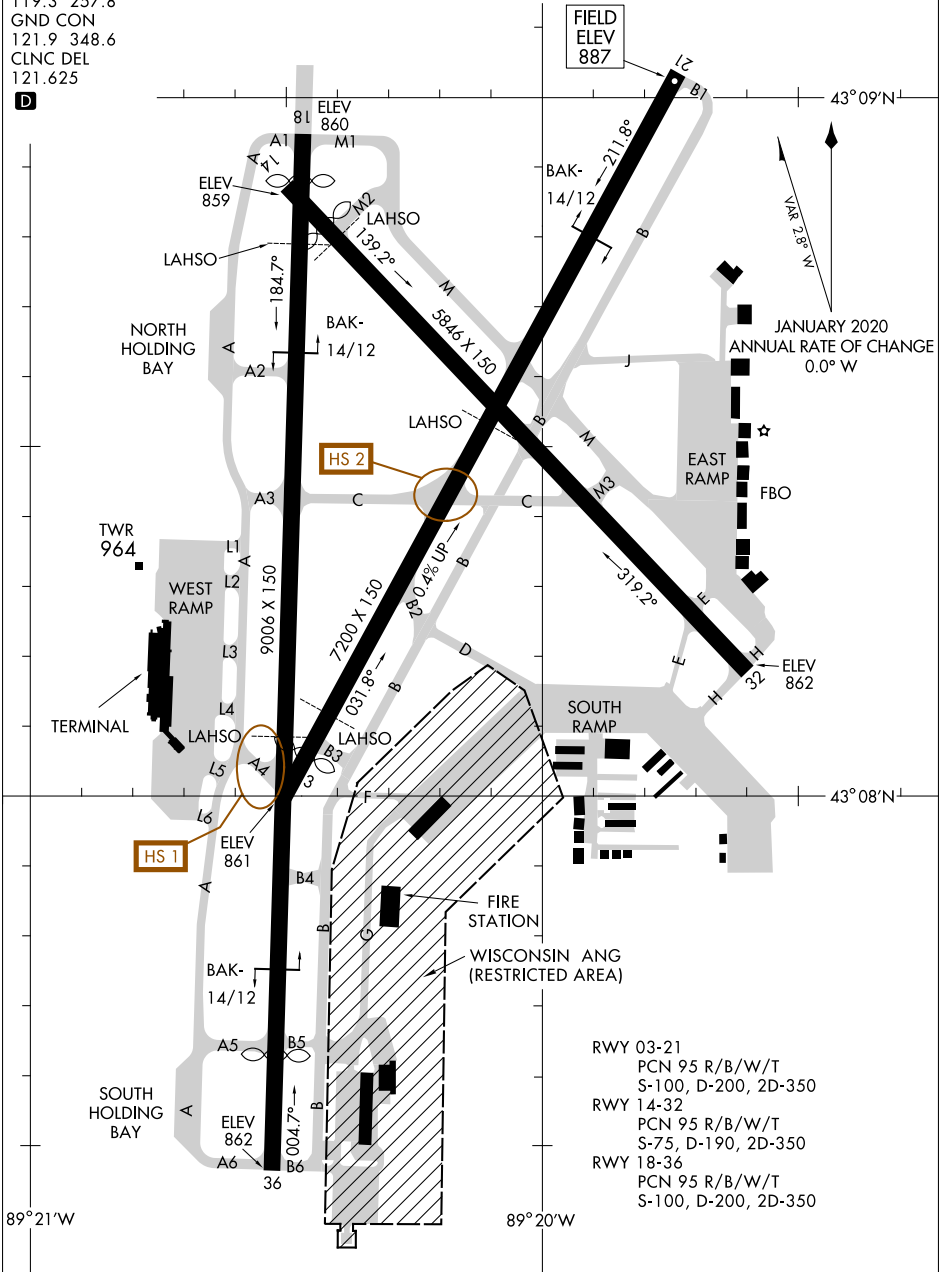 119.3 257.8
GND CON
121.9 348.6
CLNC DEL
121.625
D
FIELD
ELEV
887
21
B1
43°09'N
18
ELEV
860
A1
M1
A
14
ELEV
859
M2
LAHSO
LAHSO
139.2°
211.8°
BAK-
14/12
B
VAR 2.8° W
184.7°
M
NORTH
HOLDING
BAY
A
BAK-
14/12
5846 X 150
JANUARY 2020
ANNUAL RATE OF CHANGE
0.0° W
A2
J
LAHSO
B
M
HS 2
EAST
RAMP
FBO
A3
C
C
M3
TWR
964
L1
A
L2
WEST
RAMP
9006 X 150
0.4% UP
B
319.2°
E
B2
7200 X 150
L3
D
E
H
32
ELEV
862
031.8°
B
H
TERMINAL
L4
SOUTH
RAMP
LAHSO
LAHSO
B3
L5
A4
3
F
43°08'N
L6
ELEV
861
HS 1
B4
A
FIRE
STATION
B
G
WISCONSIN ANG
(RESTRICTED AREA)
BAK-
14/12
A5
B5
RWY 03-21
PCN 95 R/B/W/T
S-100, D-200, 2D-350
RWY 14-32
PCN 95 R/B/W/T
S-75, D-190, 2D-350
RWY 18-36
PCN 95 R/B/W/T
S-100, D-200, 2D-350
SOUTH
HOLDING
BAY
A
ELEV
862
004.7°
B
A6
B6
36
89°21'W
89°20'W